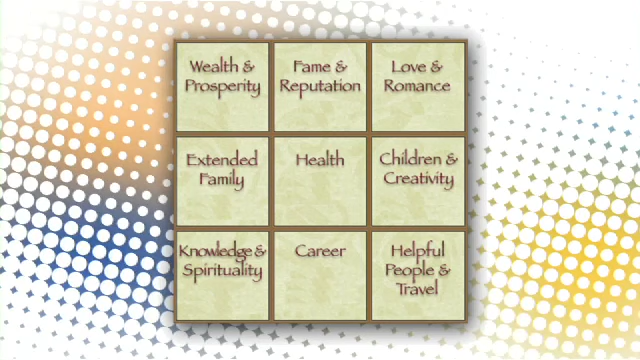 Wealth &
Prosperity
Fame &
Reputation
Love &
Romance
Extended
Family
Health
Children &
Creativity
Knowledge &
Spirituality
Career
Helpful
People &
Travel